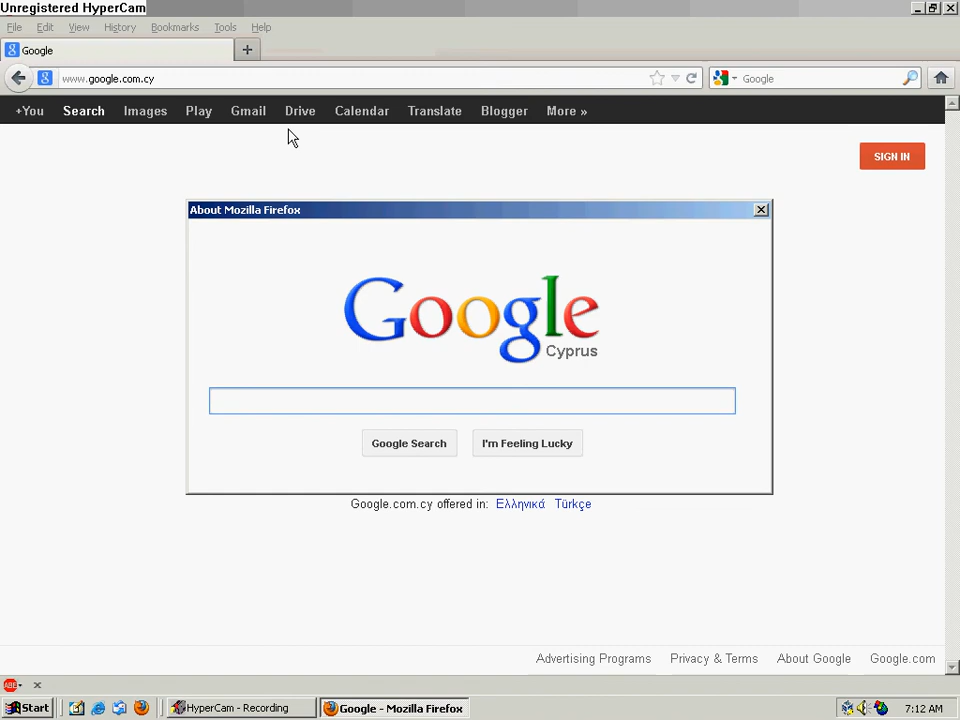 Unregistered HyperCam
File Edit View History Bookmarks Tools Help
Google
www.google.com.cy
Google
+You Search Images Play Gmail Drive Calendar Translate Blogger More »
SIGN IN
About Mozilla Firefox
Google
Cyprus
Google Search I'm Feeling Lucky
Google.com.cy offered in: Ελληνικά Türkçe
Advertising Programs Privacy & Terms About Google Google.com
ABP
Start HyperCam - Recording Google - Mozilla Firefox 7:12 AM